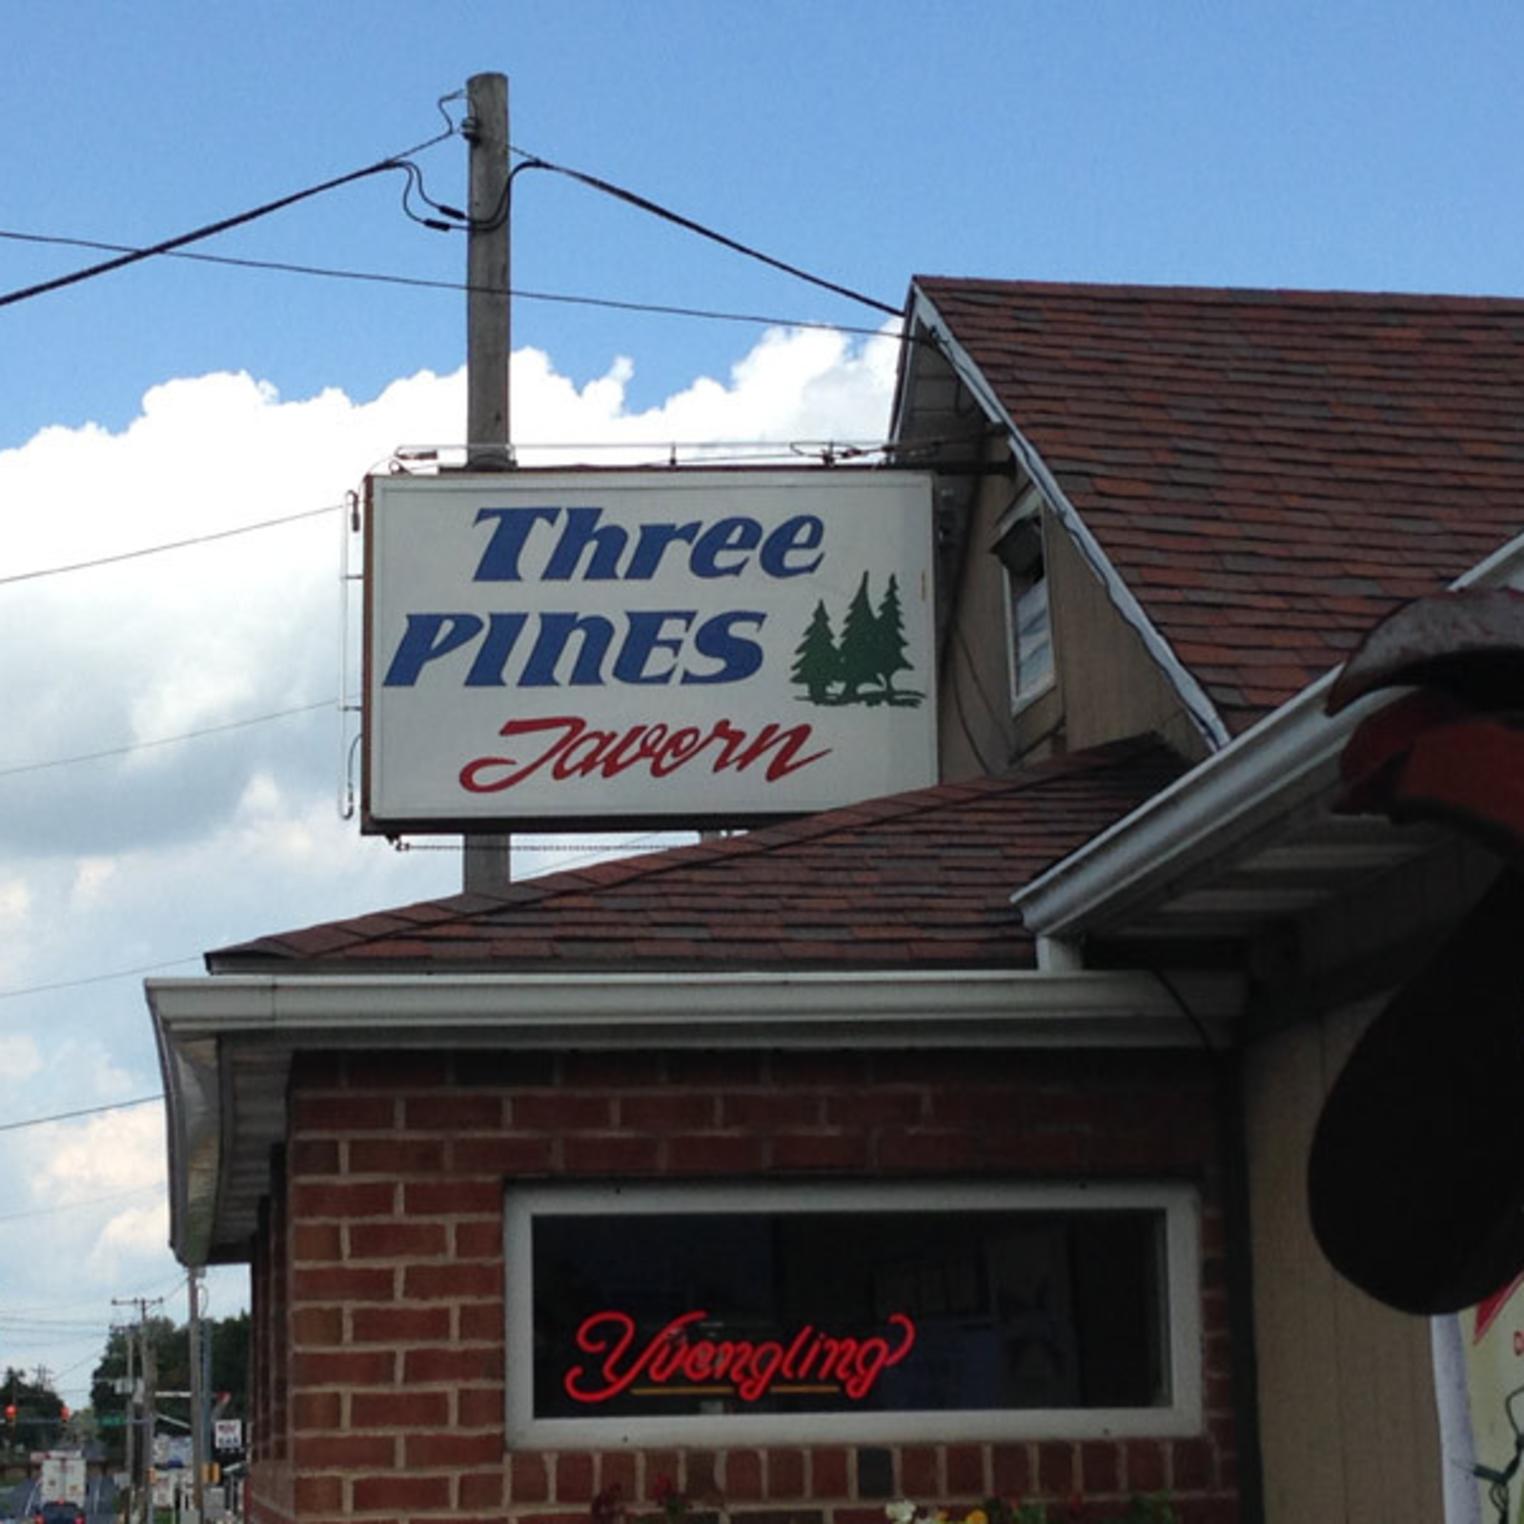 Three
PINES
Tavern
Yuengling